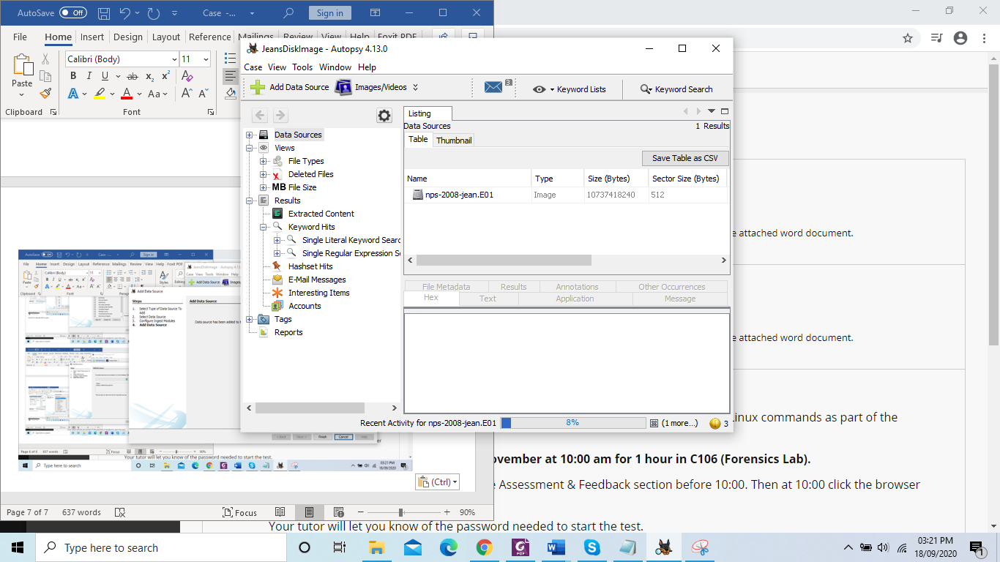 AutoSave Off Case -... Sign in
File Home Insert Design Layout Reference Mailings Review View Help Foxit PDF
Calibri (Body) 11
Paste
B I U ab x₂ x²
A A Aa A A
Clipboard Font
JeansDiskImage - Autopsy 4.13.0
Case View Tools Window Help
Add Data Source Images/Videos 3 Keyword Lists Keyword Search
Data Sources
Views
File Types
Deleted Files
MB File Size
Results
Extracted Content
Keyword Hits
Single Literal Keyword Searc
Single Regular Expression Se
Hashset Hits
E-Mail Messages
Interesting Items
Accounts
Tags
Reports
Listing
Data Sources 1 Results
Table Thumbnail
Save Table as CSV
Name Type Size (Bytes) Sector Size (Bytes)
nps-2008-jean.E01 Image 10737418240 512
File Metadata Results Annotations Other Occurrences
Hex Text Application Message
Recent Activity for nps-2008-jean.E01 8% (1 more...) 3
e attached word document.
e attached word document.
Linux commands as part of the
ovember at 10:00 am for 1 hour in C106 (Forensics Lab).
e Assessment & Feedback section before 10:00. Then at 10:00 click the browser
Your tutor will let you know of the password needed to start the test.
JeansDiskImage - Autopsy 4.13
Case View Tools Window Help
Add Data Source Images
Add Data Source
Steps Add Data Source
1. Select Type of Data Source To Add
2. Select Data Source
3. Configure Ingest Modules
4. Add Data Source
Data source has been added to t
< Back Next > Finish Cancel Help
Page 6 of 6 637 words Focus 90%
Your tutor will let you know of the password needed to start the test.
Type here to search 03:21 PM
18/09/2020
(Ctrl)
Page 7 of 7 637 words Focus 90%
Type here to search
03:21 PM
18/09/2020 1